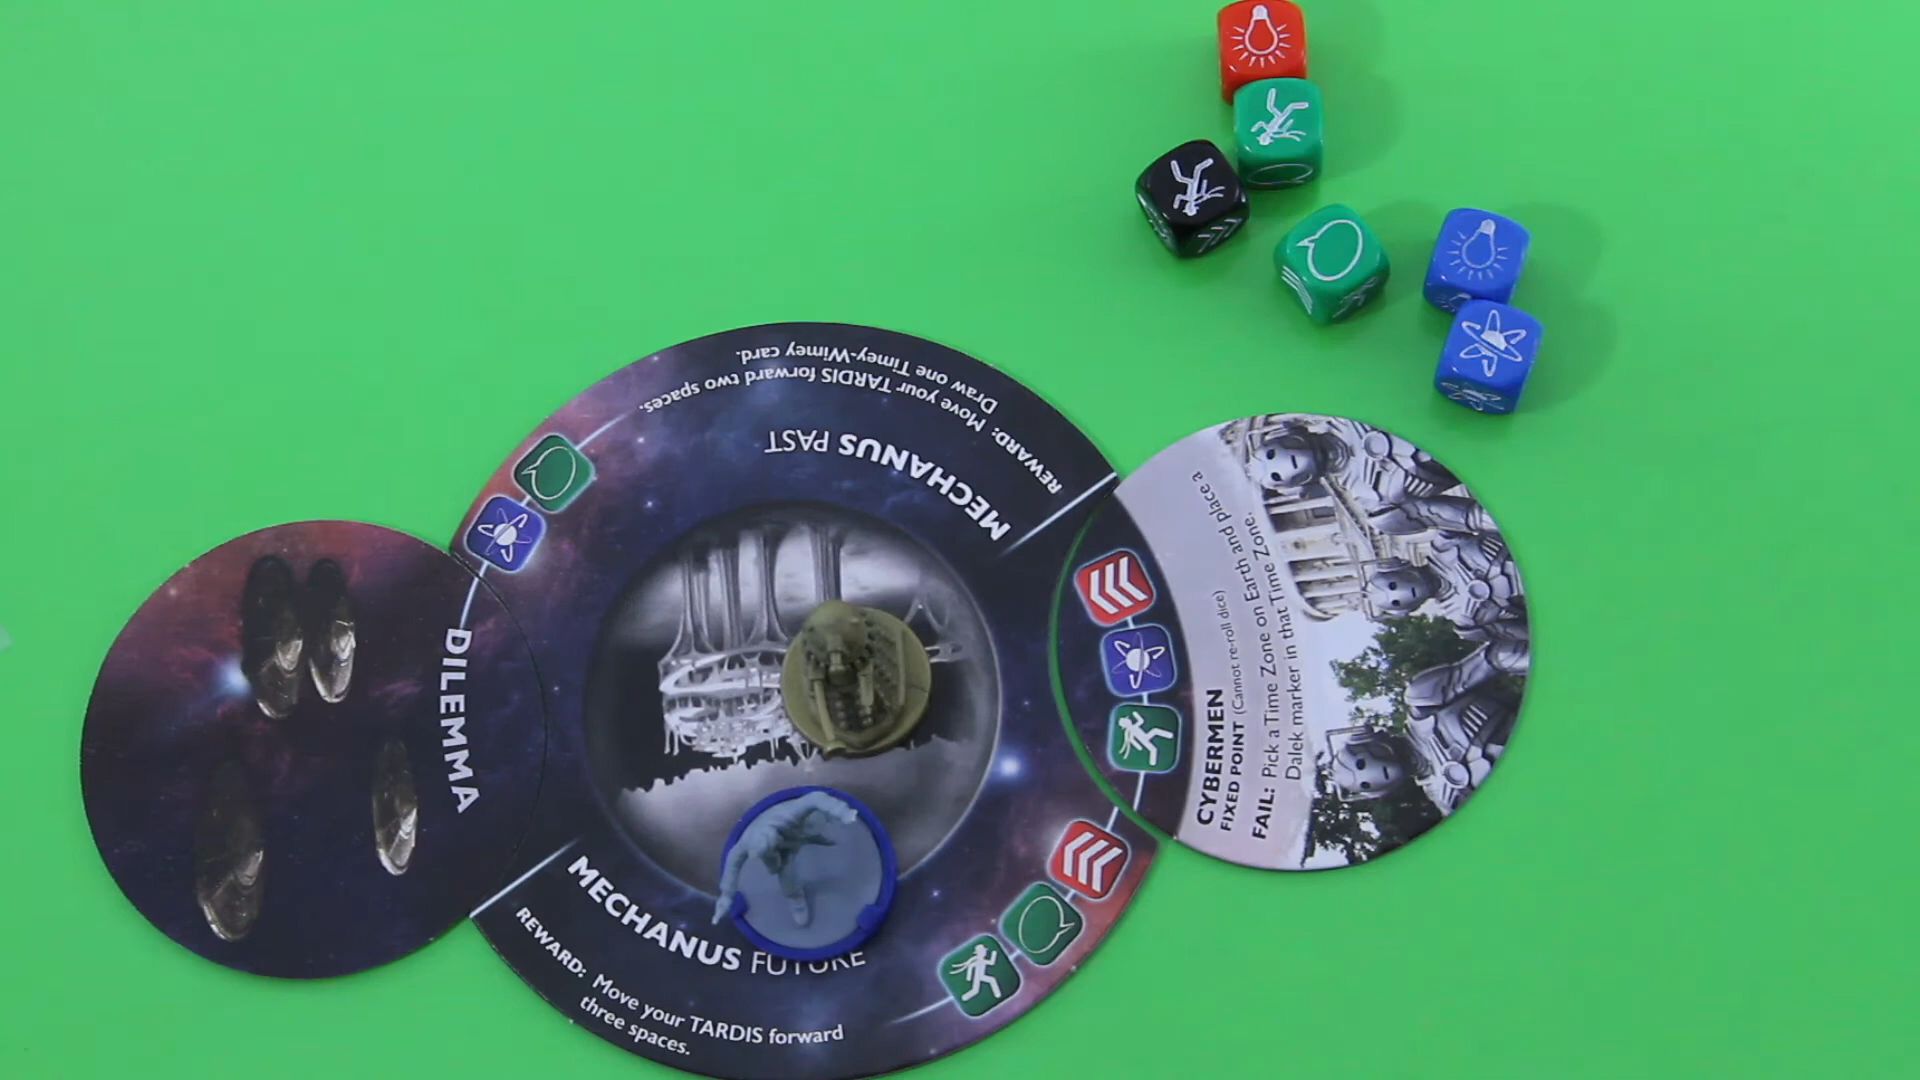 REWARD: Move your TARDIS forward two spaces.
Draw one Timey-Wimey card.
MECHANUS PAST
DILEMMA
CYBERMEN
FIXED POINT (Cannot re-roll dice)
FAIL: Pick a Time Zone on Earth and place a
Dalek marker in that Time Zone.
MECHANUS FUTURE
REWARD: Move your TARDIS forward
three spaces.